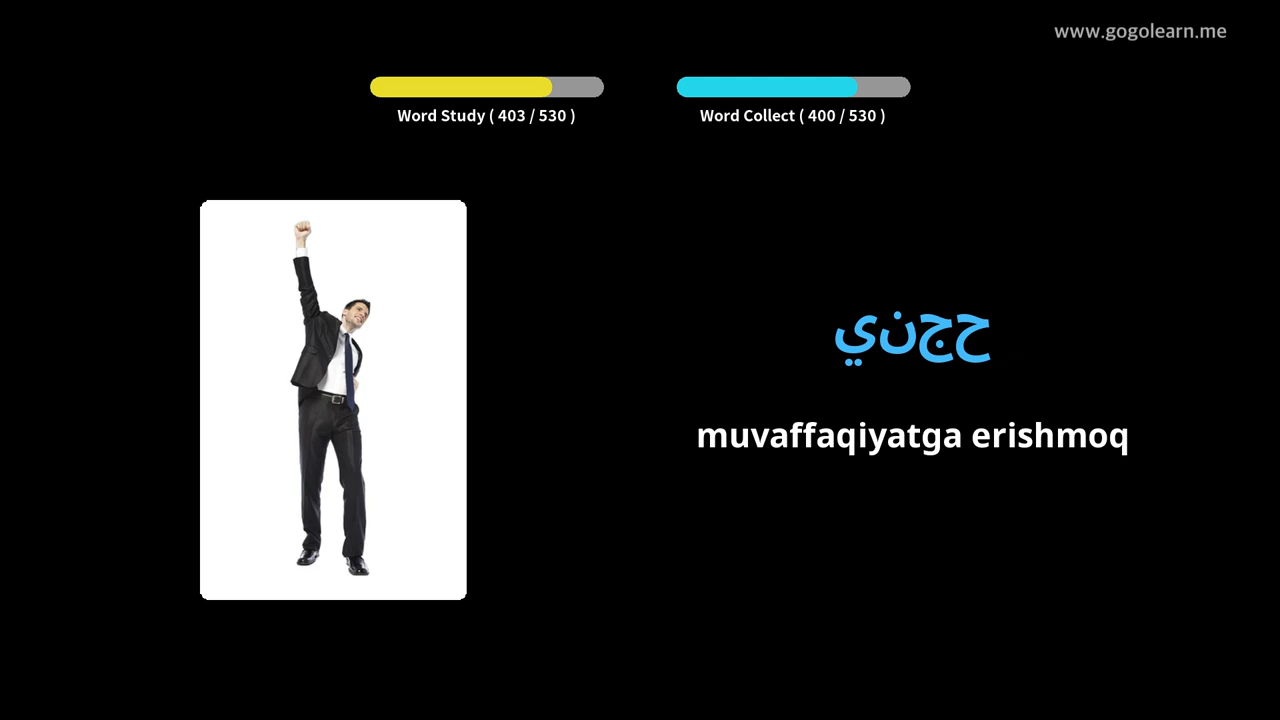 www.gogolearn.me
Word Study ( 403 / 530 )
Word Collect ( 400 / 530 )
حجني
muvaffaqiyatga erishmoq